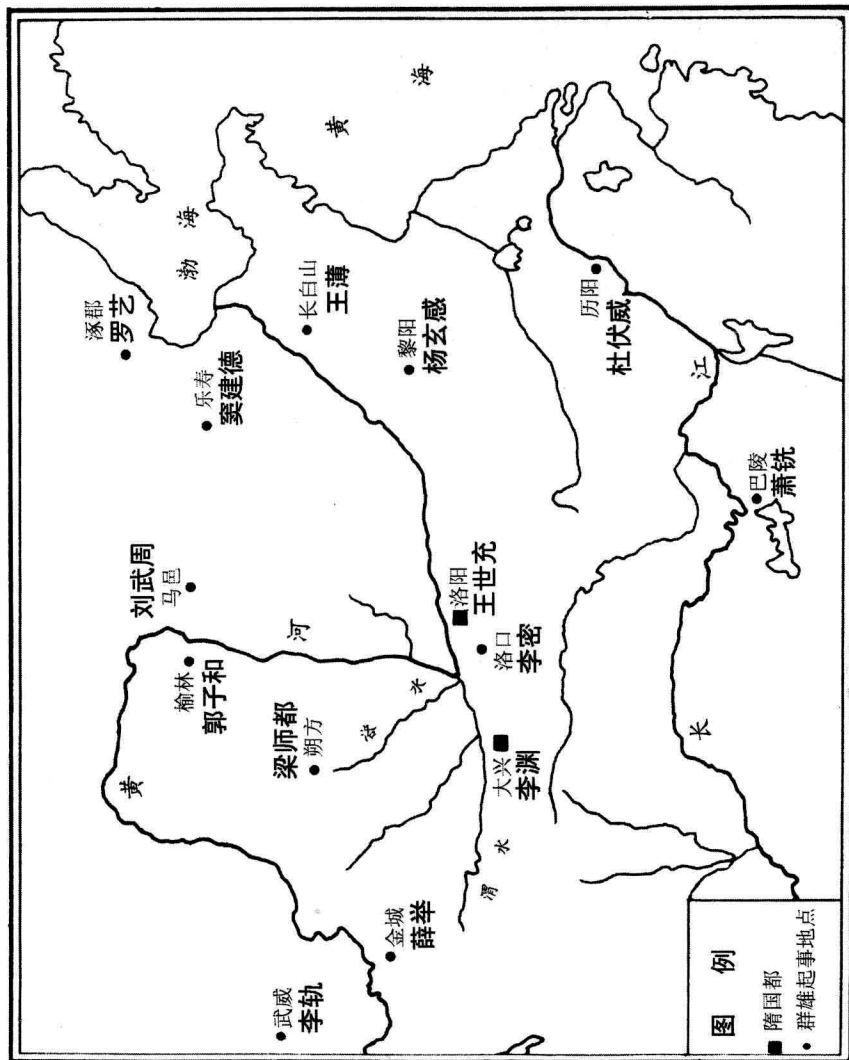 涿郡
罗艺
乐寿
窦建德
渤海
黄海
长白山
王薄
黎阳
杨玄感
刘武周
马邑
榆林
郭子和
梁师都
朔方
黄河
洛水
洛阳
王世充
洛口
李密
大兴
李渊
渭水
武威
李轨
金城
薛举
历阳
杜伏威
巴陵
萧铣
长江
图 例
隋国都
群雄起事地点